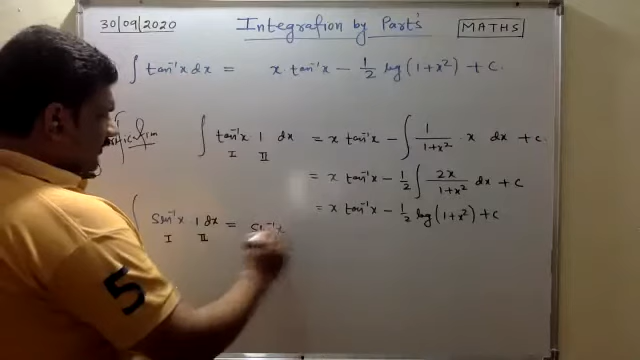 30/09/2020 Integration by Parts MATHS
∫ tan⁻¹x dx = x tan⁻¹x − 1/2 log(1+x²) + C.
∫ tan⁻¹x 1 dx = x tan⁻¹x − ∫ 1/(1+x²) · x dx + C.
I II
= x tan⁻¹x − 1/2 ∫ 2x/(1+x²) dx + C
= x tan⁻¹x − 1/2 log(1+x²) + C
∫ Sin⁻¹x · 1 dx = Sin⁻¹x
I II
5